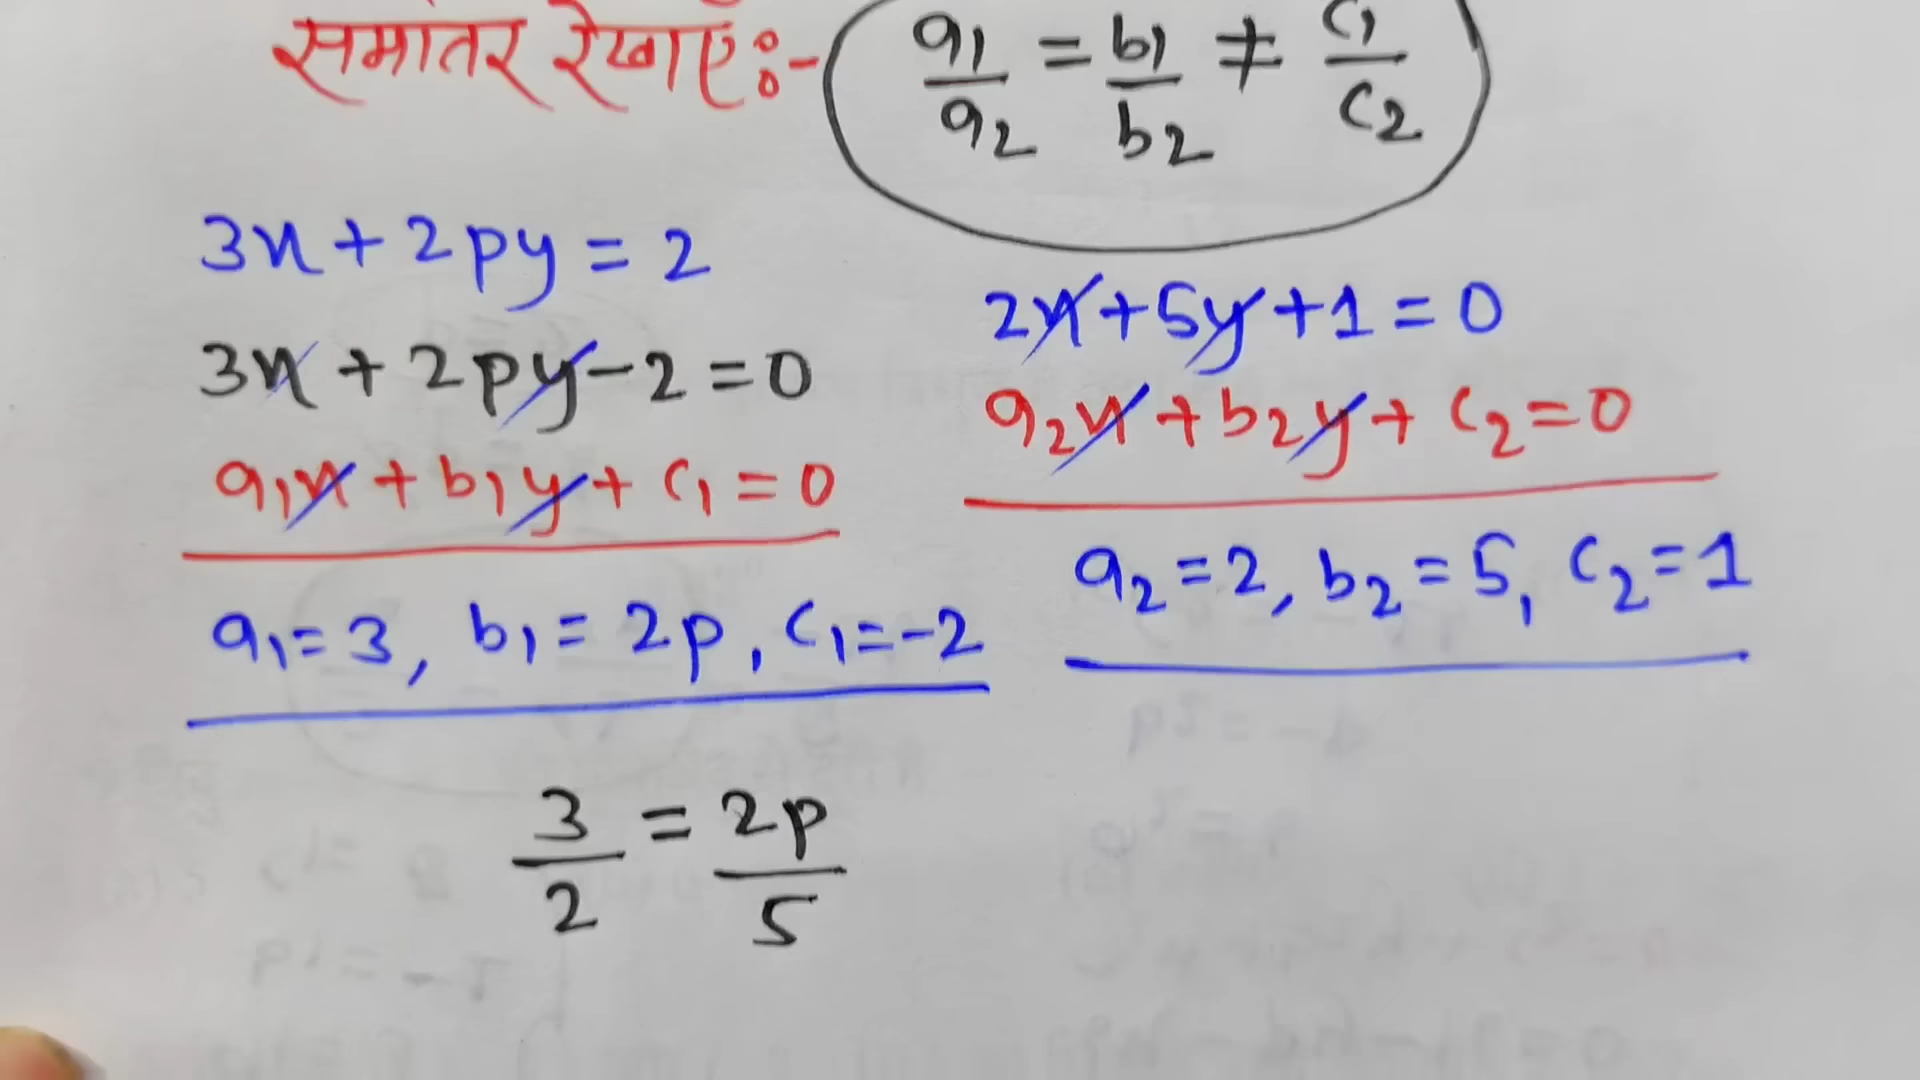 समांतर रेखाएँ:- a1/a2 = b1/b2 ≠ c1/c2
3x + 2py = 2
3x + 2py - 2 = 0
a1x + b1y + c1 = 0
a1 = 3, b1 = 2p, c1 = -2
2x + 5y + 1 = 0
a2x + b2y + c2 = 0
a2 = 2, b2 = 5, c2 = 1
3/2 = 2p/5